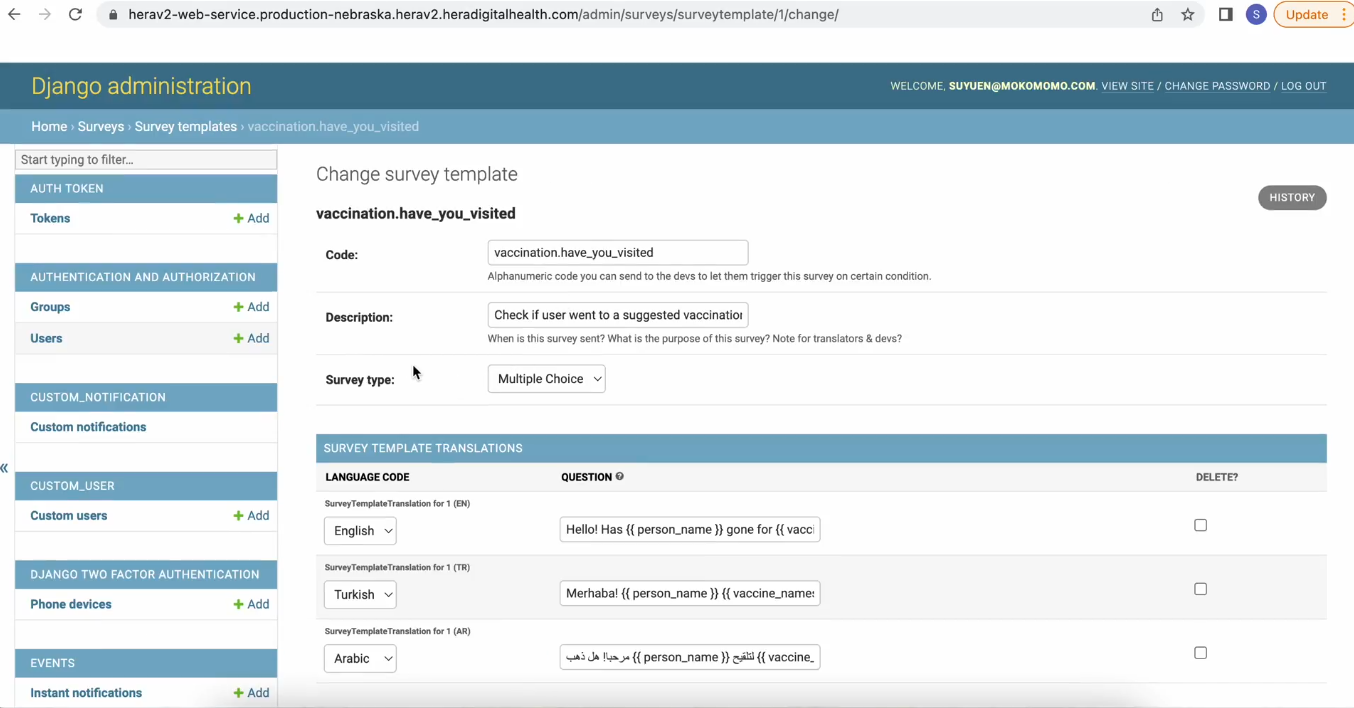 herav2-web-service.production-nebraska.herav2.heradigitalhealth.com/admin/surveys/surveytemplate/1/change/
S
Update
Django administration
WELCOME, SUYUEN@MOKOMOMO.COM. VIEW SITE / CHANGE PASSWORD / LOG OUT
Home › Surveys › Survey templates › vaccination.have_you_visited
Start typing to filter...
AUTH TOKEN
Tokens + Add
AUTHENTICATION AND AUTHORIZATION
Groups + Add
Users + Add
CUSTOM_NOTIFICATION
Custom notifications
CUSTOM_USER
Custom users + Add
DJANGO TWO FACTOR AUTHENTICATION
Phone devices + Add
EVENTS
Instant notifications + Add
«
Change survey template
HISTORY
vaccination.have_you_visited
Code: vaccination.have_you_visited
Alphanumeric code you can send to the devs to let them trigger this survey on certain condition.
Description: Check if user went to a suggested vaccination
When is this survey sent? What is the purpose of this survey? Note for translators & devs?
Survey type: Multiple Choice
SURVEY TEMPLATE TRANSLATIONS
LANGUAGE CODE QUESTION ? DELETE?
SurveyTemplateTranslation for 1 (EN)
English Hello! Has {{ person_name }} gone for {{ vacc
SurveyTemplateTranslation for 1 (TR)
Turkish Merhaba! {{ person_name }} {{ vaccine_names
SurveyTemplateTranslation for 1 (AR)
Arabic مرحبا! هل ذهب {{ person_name }} لتلقيح {{ vaccine_